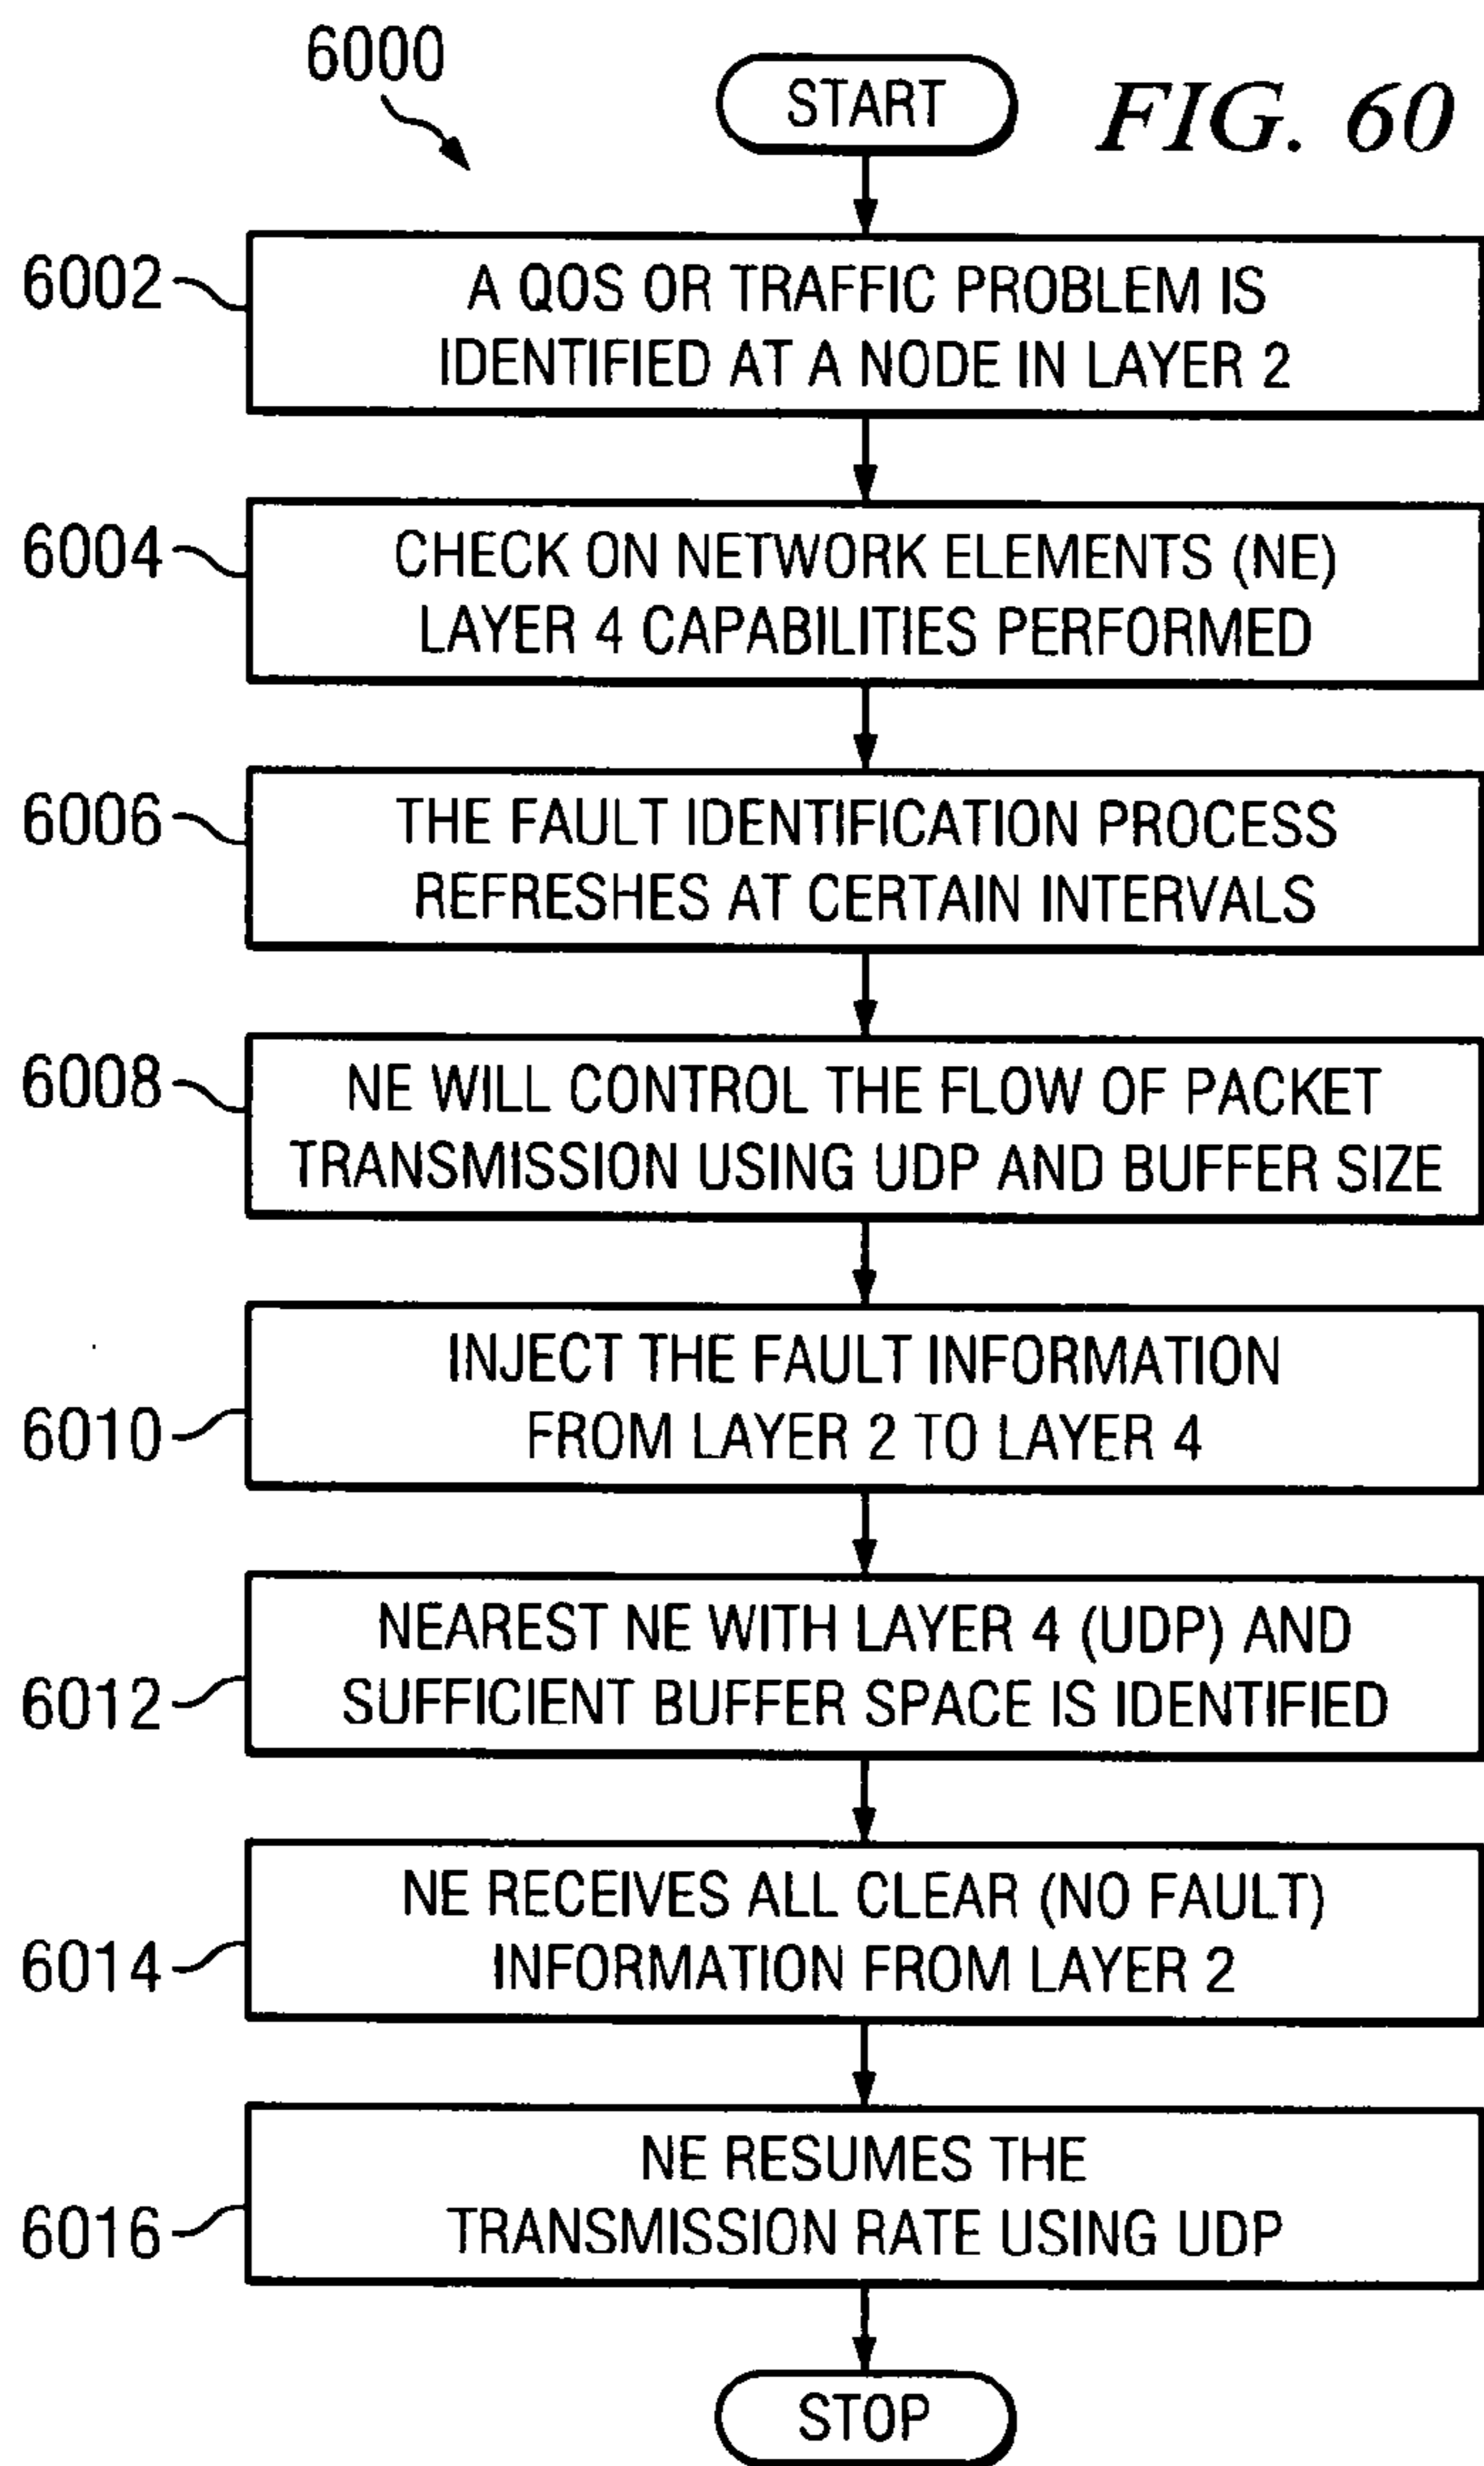 6000
START
FIG. 60
6002
A QOS OR TRAFFIC PROBLEM IS
IDENTIFIED AT A NODE IN LAYER 2
6004
CHECK ON NETWORK ELEMENTS (NE)
LAYER 4 CAPABILITIES PERFORMED
6006
THE FAULT IDENTIFICATION PROCESS
REFRESHES AT CERTAIN INTERVALS
6008
NE WILL CONTROL THE FLOW OF PACKET
TRANSMISSION USING UDP AND BUFFER SIZE
6010
INJECT THE FAULT INFORMATION
FROM LAYER 2 TO LAYER 4
6012
NEAREST NE WITH LAYER 4 (UDP) AND
SUFFICIENT BUFFER SPACE IS IDENTIFIED
6014
NE RECEIVES ALL CLEAR (NO FAULT)
INFORMATION FROM LAYER 2
6016
NE RESUMES THE
TRANSMISSION RATE USING UDP
STOP